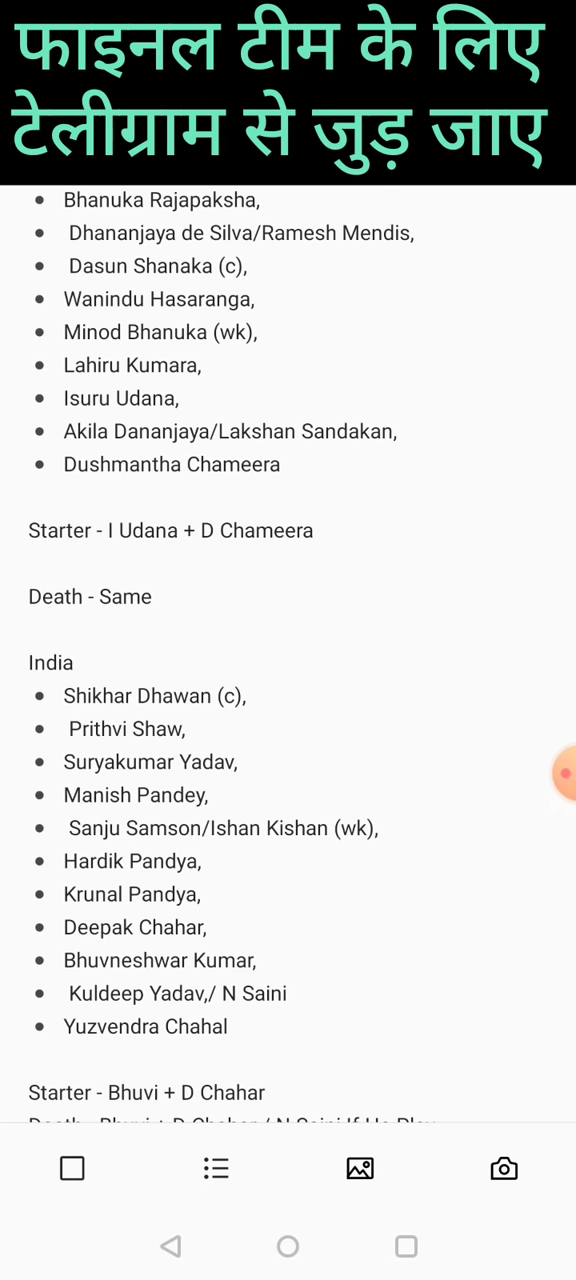 फाइनल टीम के लिए
टेलीग्राम से जुड़ जाए
Bhanuka Rajapaksha,
Dhananjaya de Silva/Ramesh Mendis,
Dasun Shanaka (c),
Wanindu Hasaranga,
Minod Bhanuka (wk),
Lahiru Kumara,
Isuru Udana,
Akila Dananjaya/Lakshan Sandakan,
Dushmantha Chameera
Starter - I Udana + D Chameera
Death - Same
India
Shikhar Dhawan (c),
Prithvi Shaw,
Suryakumar Yadav,
Manish Pandey,
Sanju Samson/Ishan Kishan (wk),
Hardik Pandya,
Krunal Pandya,
Deepak Chahar,
Bhuvneshwar Kumar,
Kuldeep Yadav,/ N Saini
Yuzvendra Chahal
Starter - Bhuvi + D Chahar